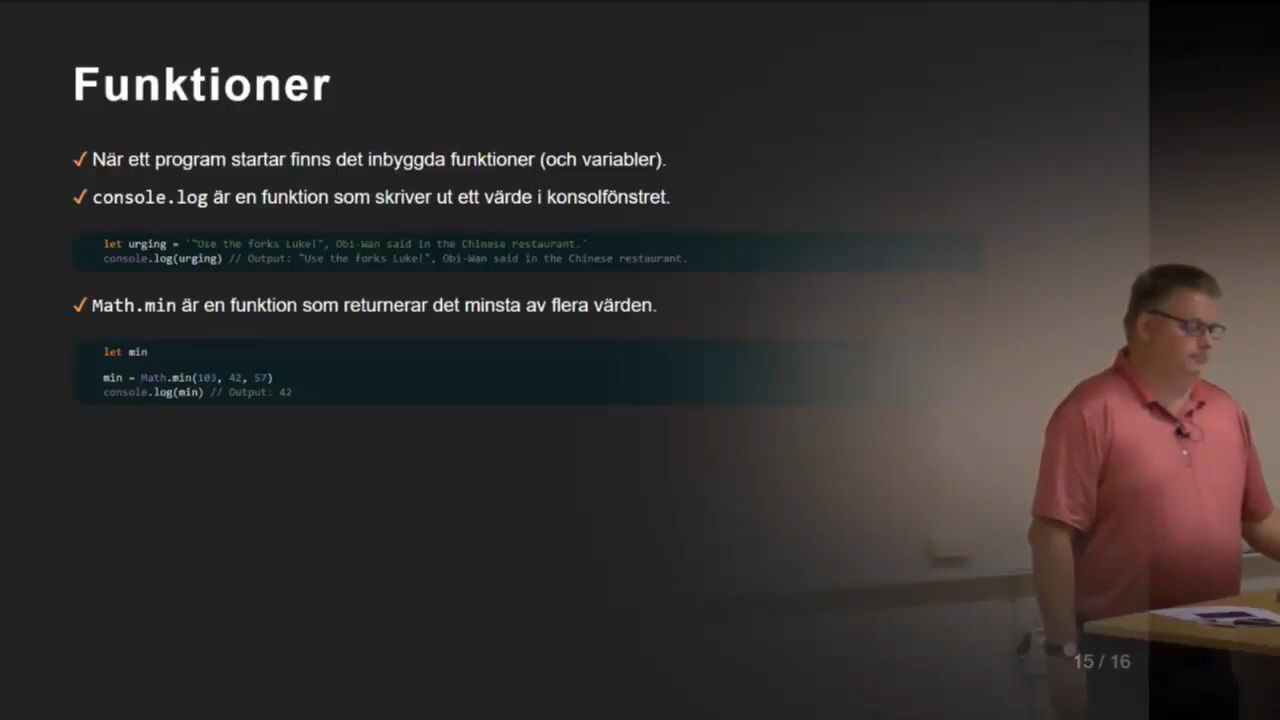 Funktioner
✓ När ett program startar finns det inbyggda funktioner (och variabler).
✓ console.log är en funktion som skriver ut ett värde i konsolfönstret.
let urging = '"Use the forks Luke!", Obi-Wan said in the Chinese restaurant.'
console.log(urging) // Output: "Use the forks Luke!", Obi-Wan said in the Chinese restaurant.
✓ Math.min är en funktion som returnerar det minsta av flera värden.
let min
min = Math.min(103, 42, 57)
console.log(min) // Output: 42
15 / 16